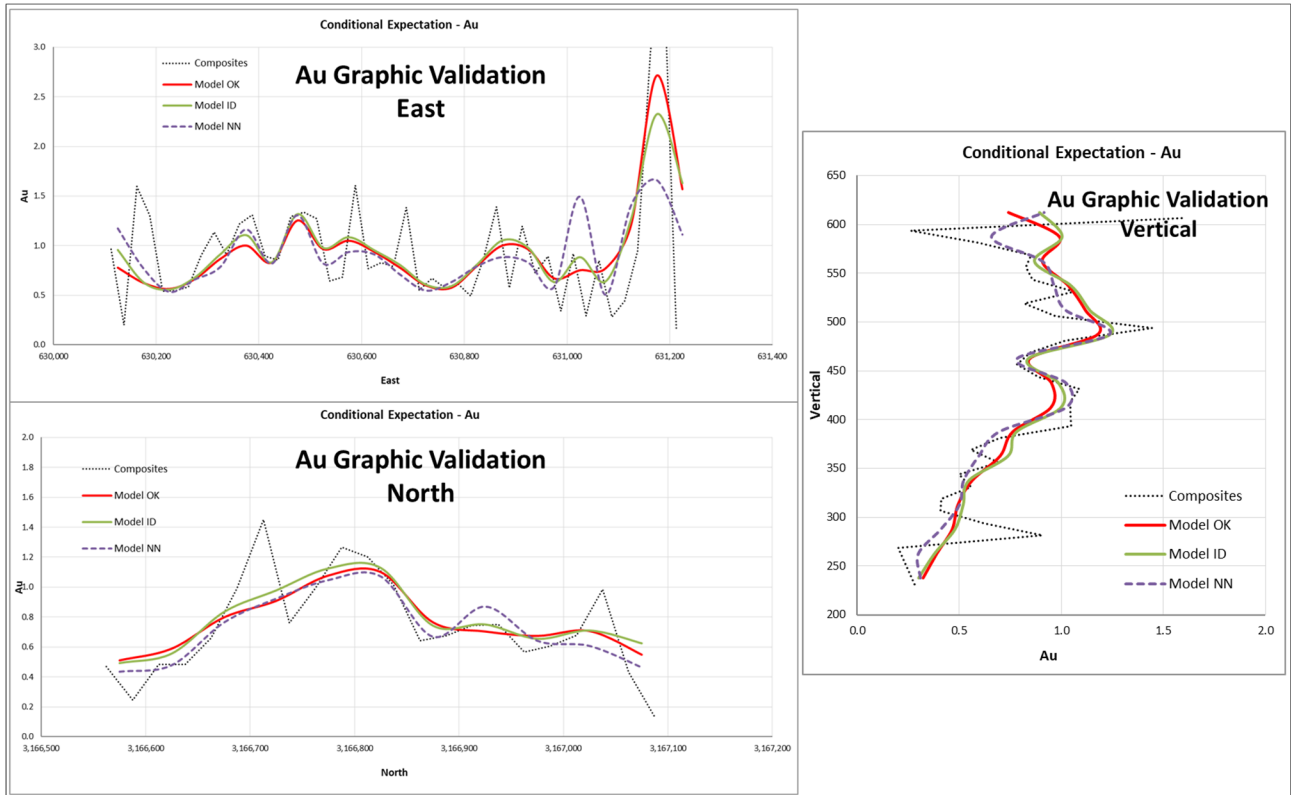 Conditional Expectation - Au
Au Graphic Validation
East
Composites
Model OK
Model ID
Model NN
Au
3.0
2.5
2.0
1.5
1.0
0.5
0.0
630,000
630,200
630,400
630,600
630,800
631,000
631,200
631,400
East
Conditional Expectation - Au
Au Graphic Validation
North
Composites
Model OK
Model ID
Model NN
Au
2.0
1.8
1.6
1.4
1.2
1.0
0.8
0.6
0.4
0.2
0.0
3,166,500
3,166,600
3,166,700
3,166,800
3,166,900
3,167,000
3,167,100
3,167,200
North
Conditional Expectation - Au
Au Graphic Validation
Vertical
Vertical
650
600
550
500
450
400
350
300
250
200
Composites
Model OK
Model ID
Model NN
0.0
0.5
1.0
1.5
2.0
Au